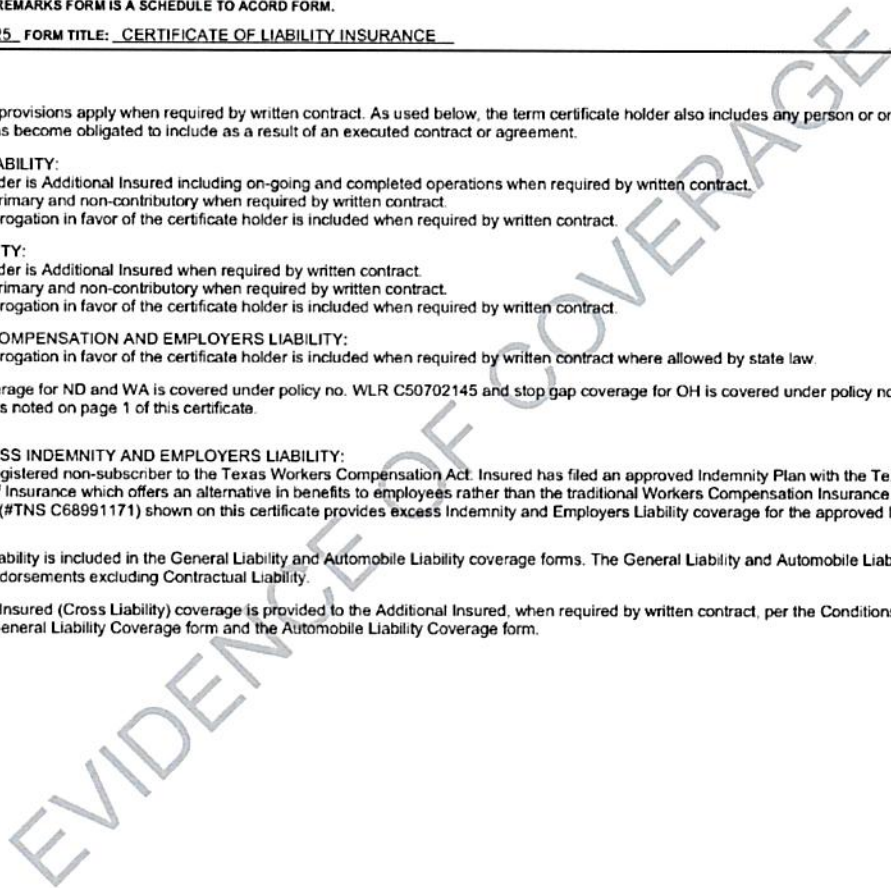 REMARKS FORM IS A SCHEDULE TO ACORD FORM.
25 FORM TITLE: CERTIFICATE OF LIABILITY INSURANCE
provisions apply when required by written contract. As used below, the term certificate holder also includes any person or or
s become obligated to include as a result of an executed contract or agreement.
ABILITY:
der is Additional Insured including on-going and completed operations when required by written contract.
rimary and non-contributory when required by written contract.
rogation in favor of the certificate holder is included when required by written contract.
TY:
der is Additional Insured when required by written contract.
rimary and non-contributory when required by written contract.
rogation in favor of the certificate holder is included when required by written contract.
OMPENSATION AND EMPLOYERS LIABILITY:
rogation in favor of the certificate holder is included when required by written contract where allowed by state law.
erage for ND and WA is covered under policy no. WLR C50702145 and stop gap coverage for OH is covered under policy no
s noted on page 1 of this certificate.
SS INDEMNITY AND EMPLOYERS LIABILITY:
gistered non-subscriber to the Texas Workers Compensation Act. Insured has filed an approved Indemnity Plan with the Te
f Insurance which offers an alternative in benefits to employees rather than the traditional Workers Compensation Insurance
(#TNS C68991171) shown on this certificate provides excess Indemnity and Employers Liability coverage for the approved
ability is included in the General Liability and Automobile Liability coverage forms. The General Liability and Automobile Liab
dorsements excluding Contractual Liability.
Insured (Cross Liability) coverage is provided to the Additional Insured, when required by written contract, per the Conditions
eneral Liability Coverage form and the Automobile Liability Coverage form.
EVIDENCE OF COVERAGE